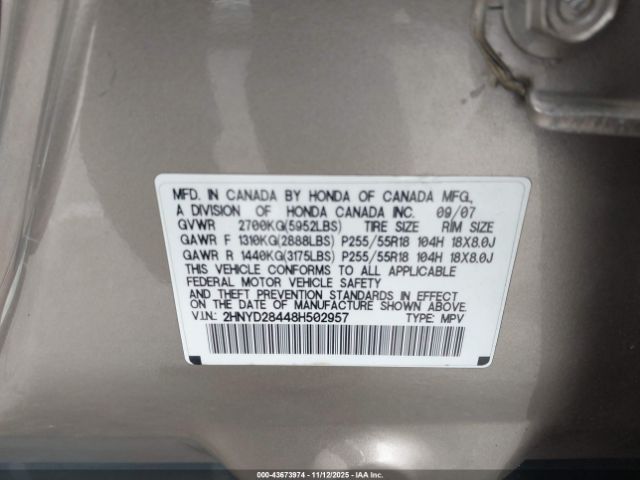 MFD. IN CANADA BY HONDA OF CANADA MFG.,
A DIVISION OF HONDA CANADA INC. 09/07
GVWR 2700KG(5952LBS) TIRE SIZE RIM SIZE
GAWR F 1310KG(2888LBS) P255/55R18 104H 18X8.0J
GAWR R 1440KG(3175LBS) P255/55R18 104H 18X8.0J
THIS VEHICLE CONFORMS TO ALL APPLICABLE
FEDERAL MOTOR VEHICLE SAFETY
AND THEFT PREVENTION STANDARDS IN
EFFECT ON THE DATE OF MANUFACTURE SHOWN ABOVE.
V.I.N.: 2HNYD28448H502957 TYPE: MPV
000-43673974 - 11/12/2025 - IAA Inc.